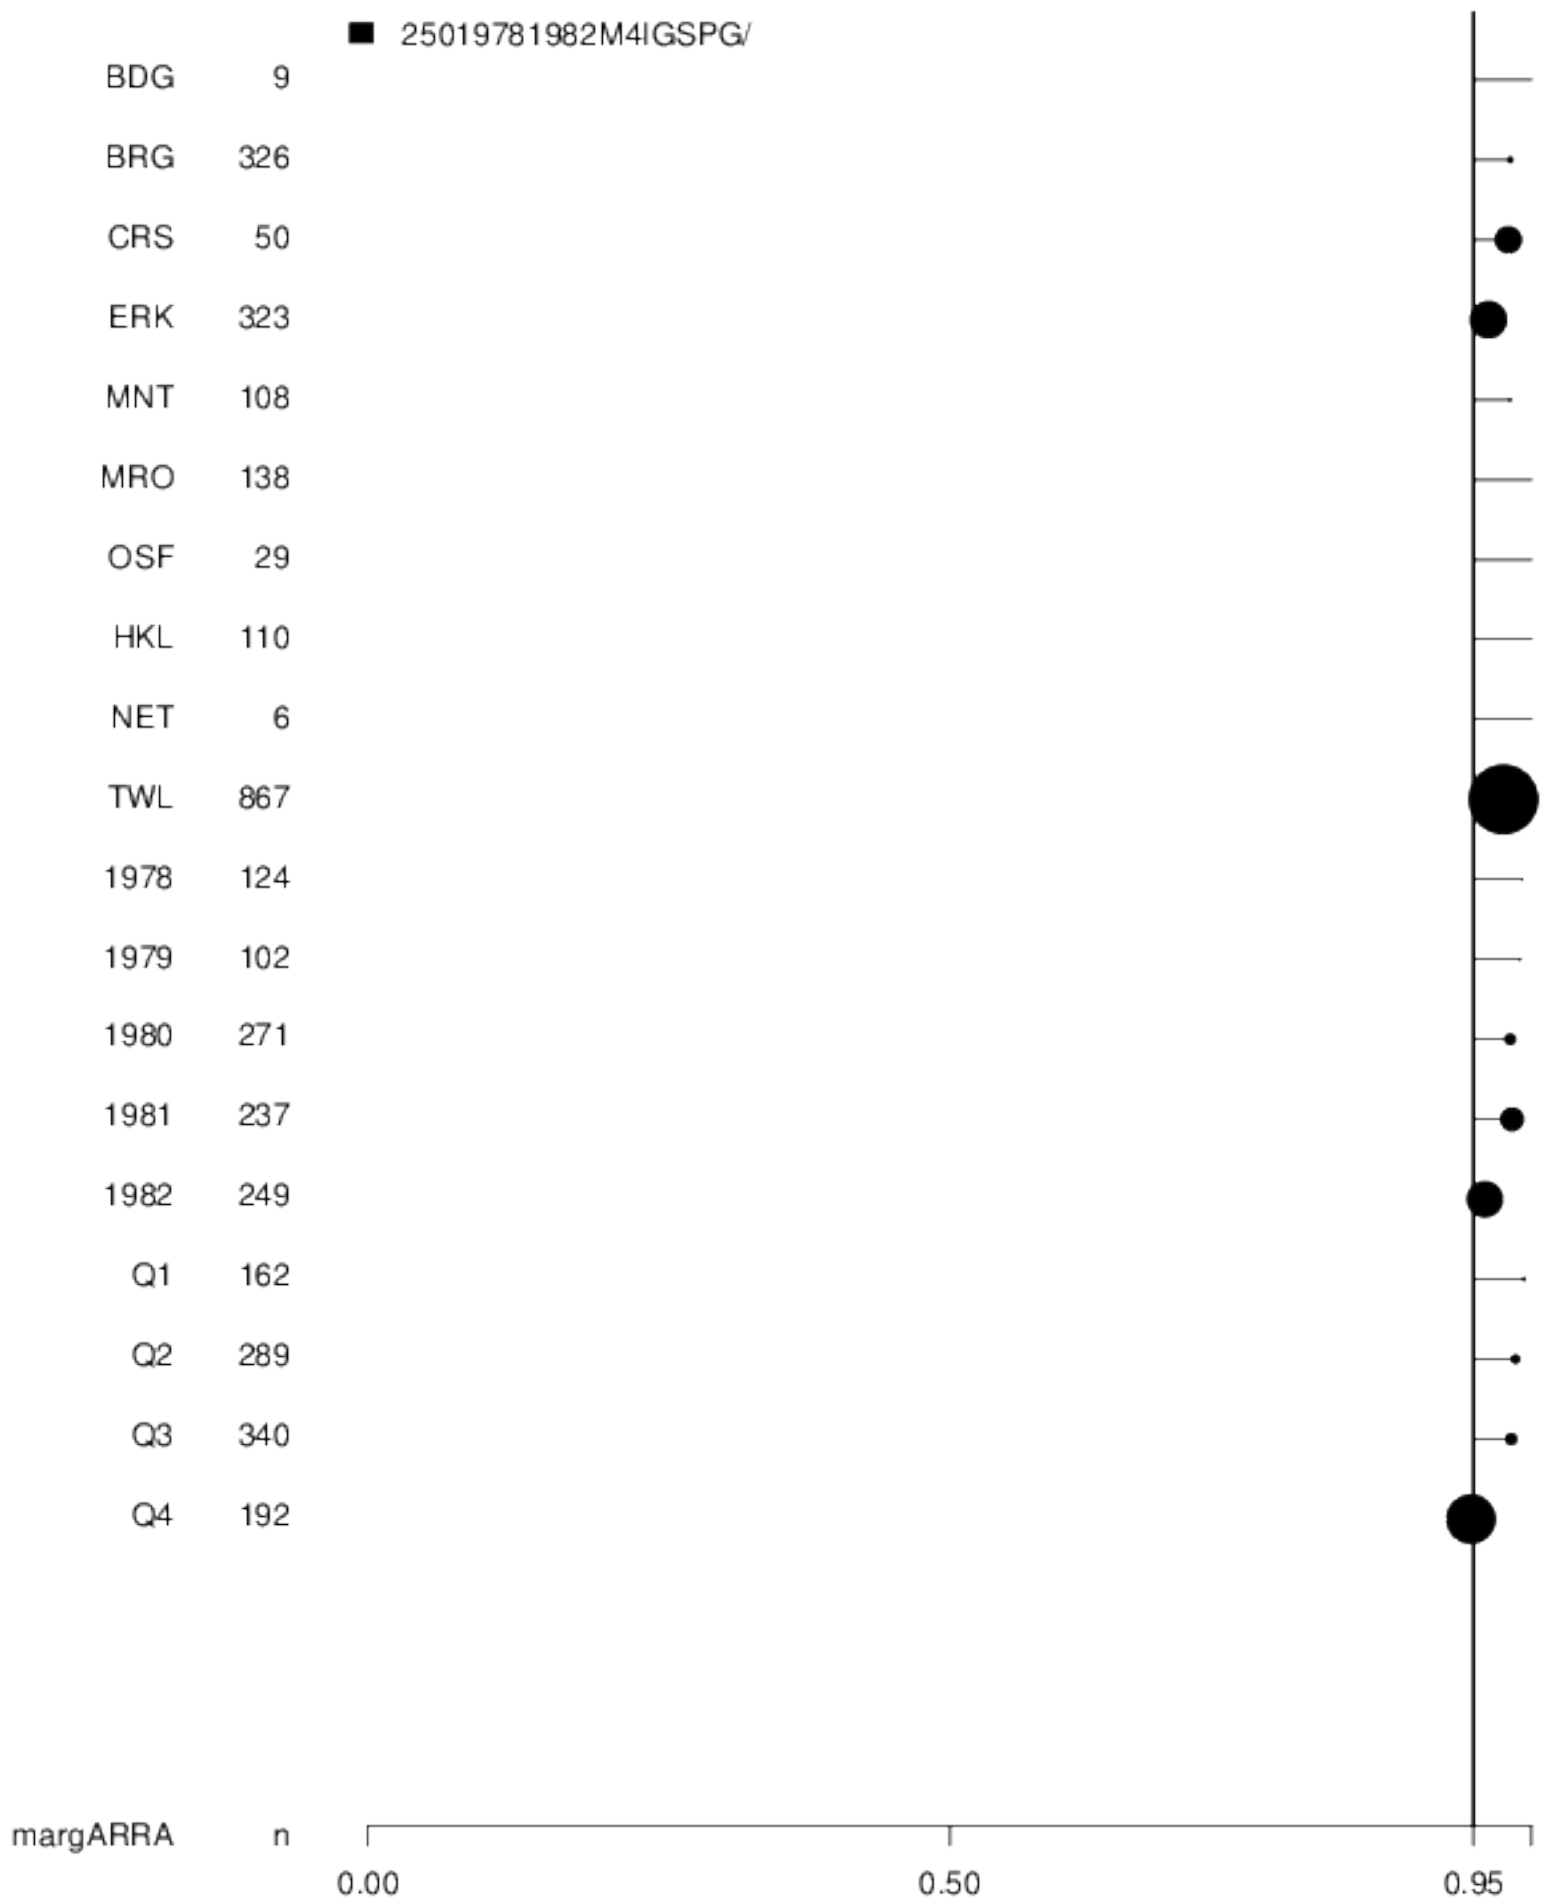 25019781982M4IGSPG/
BDG 9
BRG 326
CRS 50
ERK 323
MNT 108
MRO 138
OSF 29
HKL 110
NET 6
TWL 867
1978 124
1979 102
1980 271
1981 237
1982 249
Q1 162
Q2 289
Q3 340
Q4 192
margARRA n
0.00 0.50 0.95